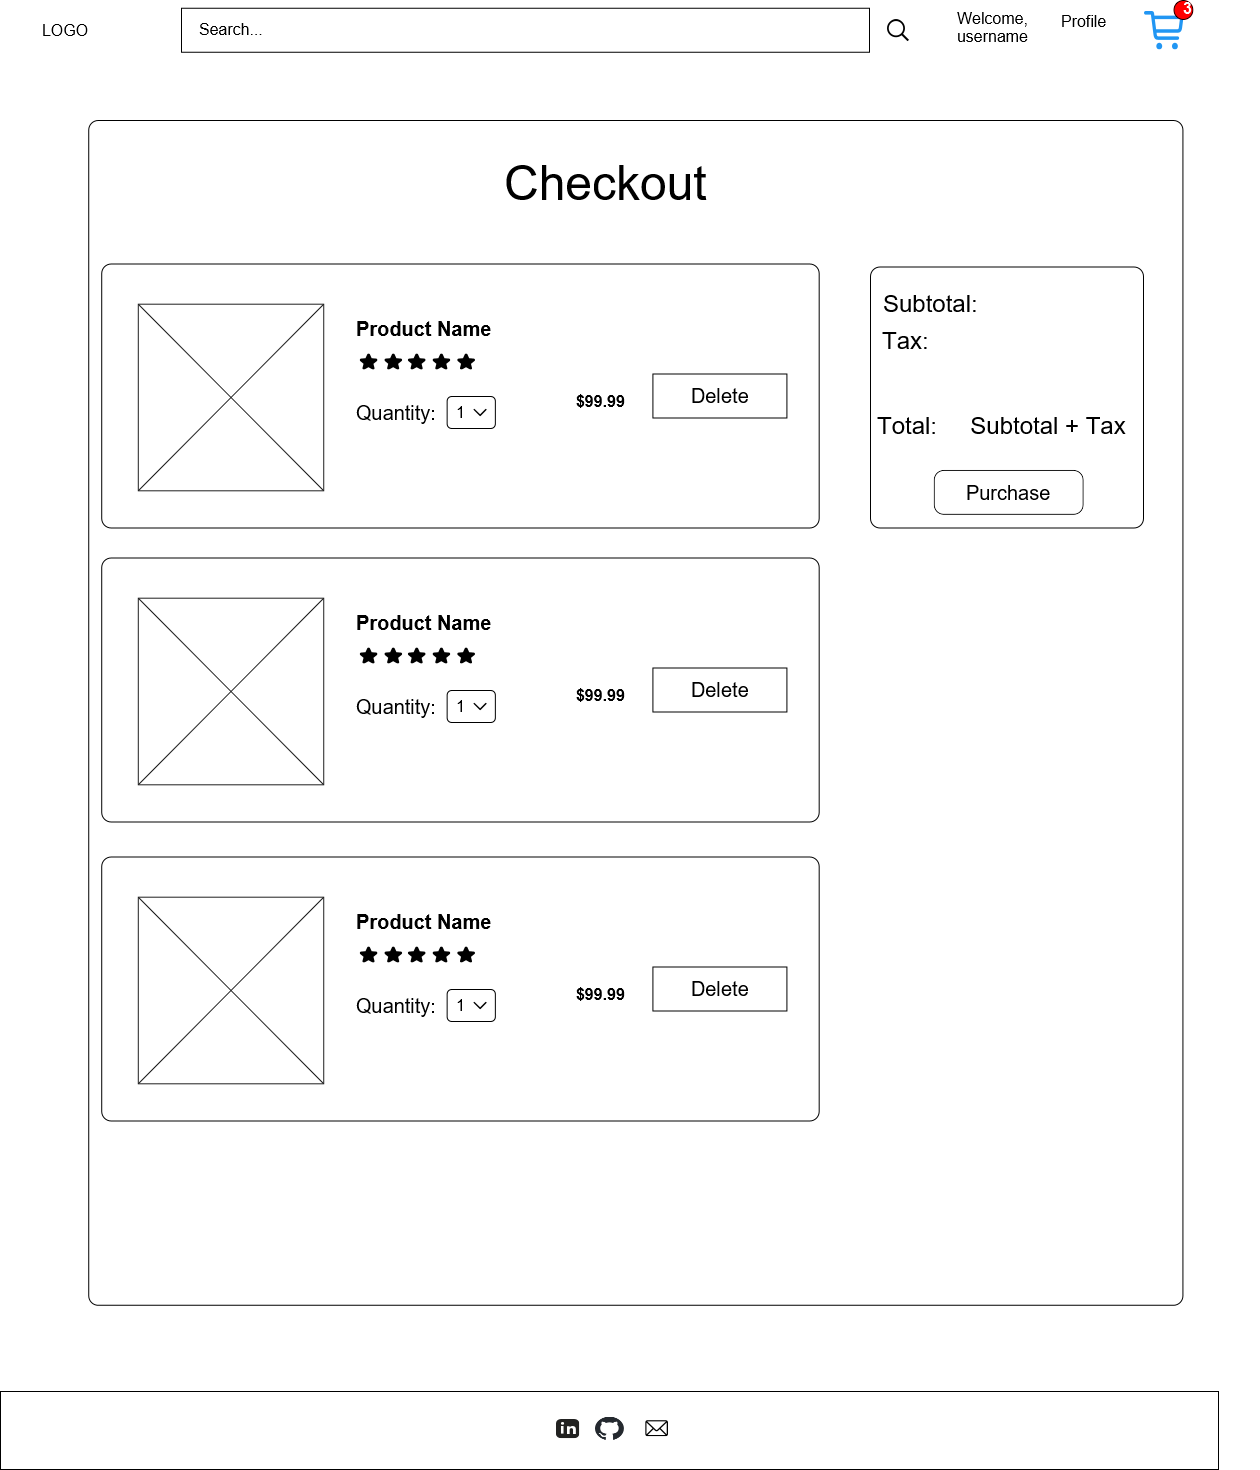 LOGO
Search...
Welcome,
username
Profile
3
Checkout
Product Name
Quantity: 1
$99.99
Delete
Subtotal:
Tax:
Total: Subtotal + Tax
Purchase
Product Name
Quantity: 1
$99.99
Delete
Product Name
Quantity: 1
$99.99
Delete
in